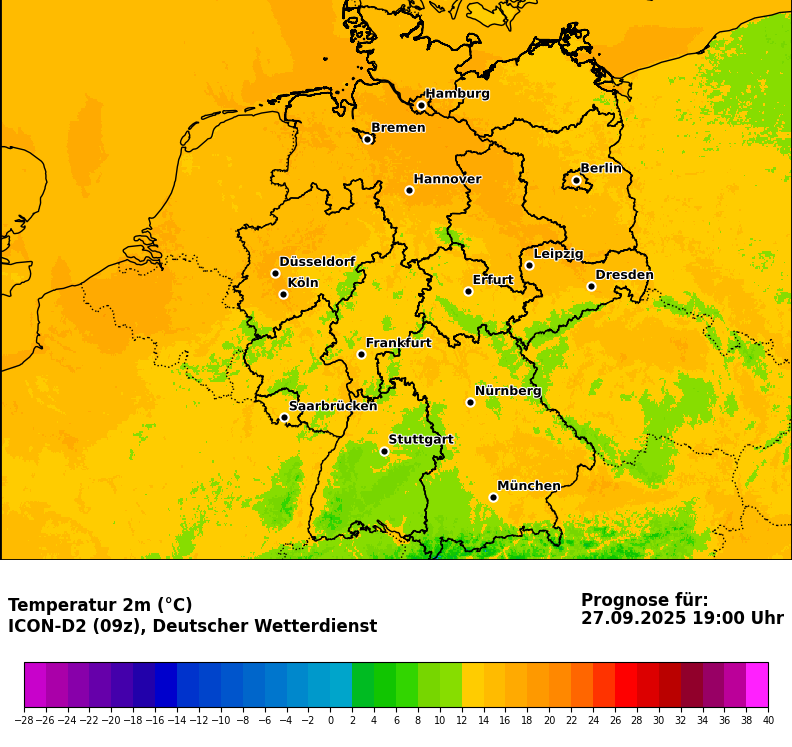 Hamburg
Bremen
Berlin
Hannover
Leipzig
Düsseldorf
Dresden
Köln
Erfurt
Frankfurt
Nürnberg
Saarbrücken
Stuttgart
München
Temperatur 2m (°C)
ICON-D2 (09z), Deutscher Wetterdienst
Prognose für:
27.09.2025 19:00 Uhr
−28 −26 −24 −22 −20 −18 −16 −14 −12 −10 −8 −6 −4 −2 0 2 4 6 8 10 12 14 16 18 20 22 24 26 28 30 32 34 36 38 40